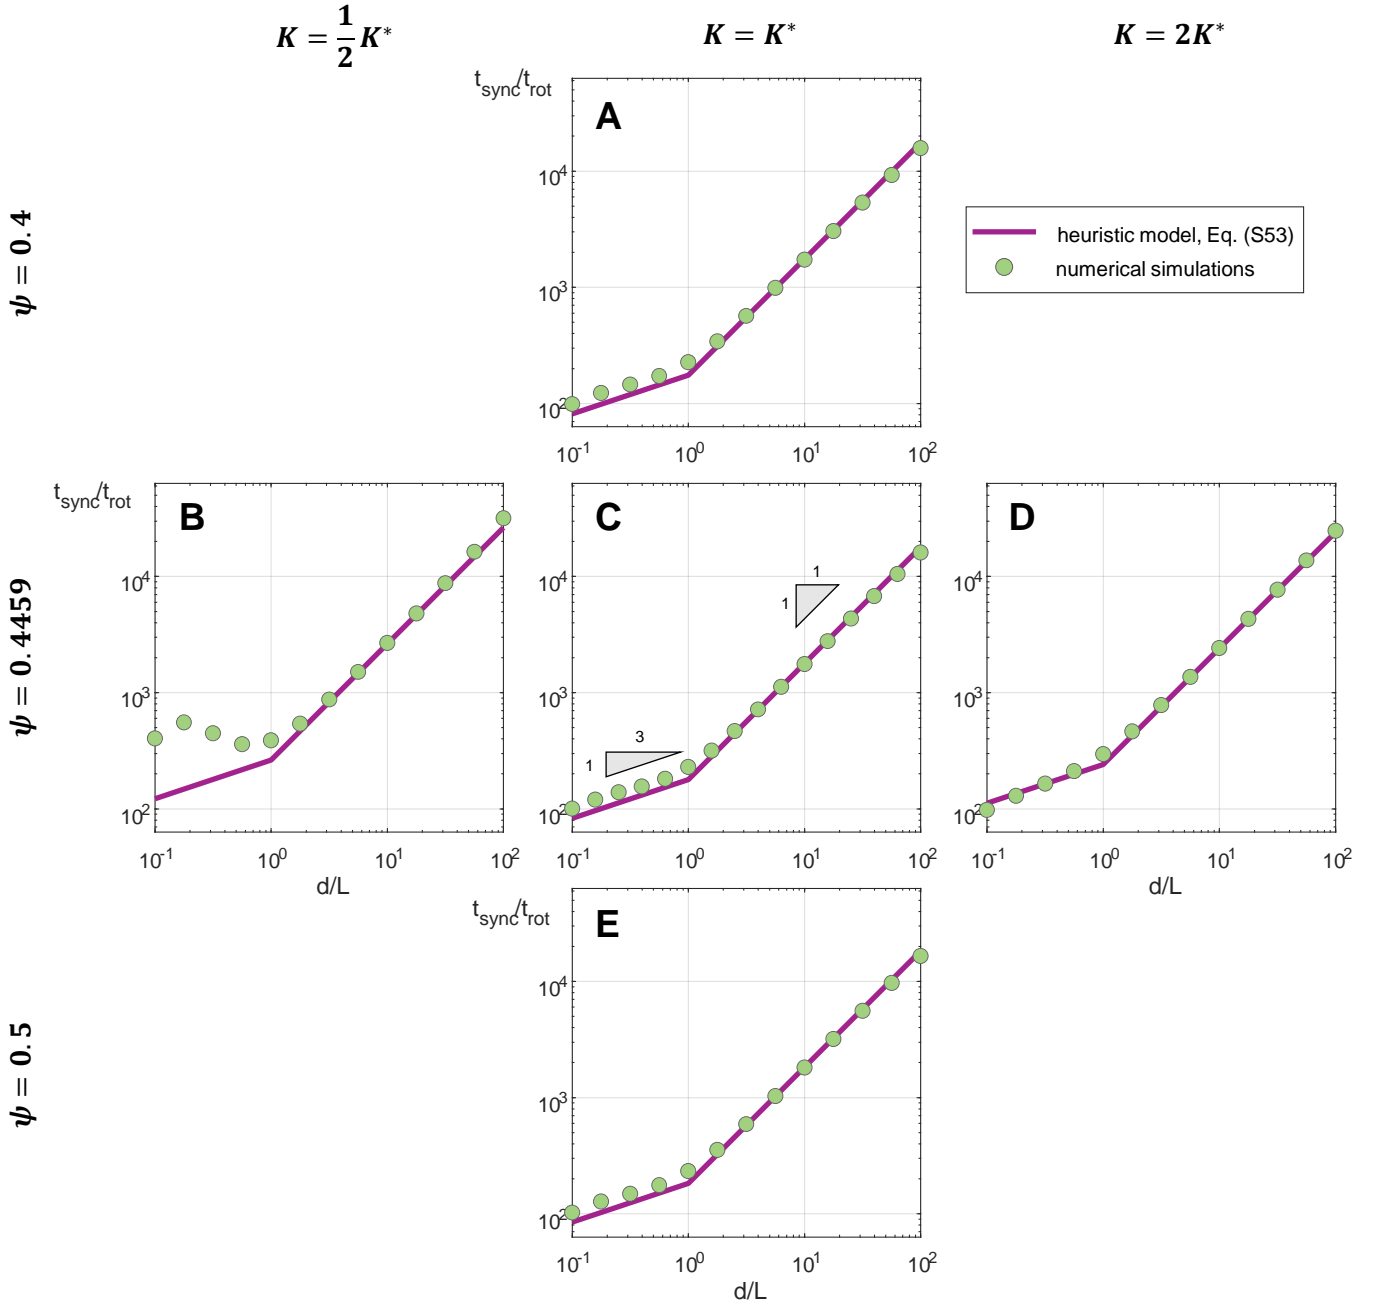 K = 1/2 K*
K = K*
K = 2K*
ψ = 0.4
t_sync/t_rot
A
10^4
10^3
10^2
10^-1 10^0 10^1 10^2
heuristic model, Eq. (S53)
numerical simulations
ψ = 0.4459
t_sync/t_rot
B
10^4
10^3
10^2
10^-1 10^0 10^1 10^2
d/L
C
1
1
3
1
10^4
10^3
10^2
10^-1 10^0 10^1 10^2
D
10^4
10^3
10^2
10^-1 10^0 10^1 10^2
d/L
ψ = 0.5
t_sync/t_rot
E
10^4
10^3
10^2
10^-1 10^0 10^1 10^2
d/L